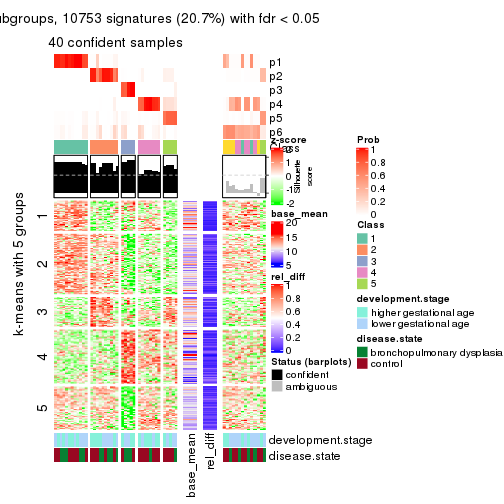 ubgroups, 10753 signatures (20.7%) with fdr < 0.05
40 confident samples
p1
p2
p3
p4
p5
p6
Class
Silhouette
score
k-means with 5 groups
1
2
3
4
5
base_mean
rel_diff
development.stage
disease.state
z-score
2
1
0
-1
-2
base_mean
20
15
10
5
rel_diff
1
0.8
0.6
0.4
0.2
0
Status (barplots)
confident
ambiguous
Prob
1
0.8
0.6
0.4
0.2
0
Class
1
2
3
4
5
development.stage
higher gestational age
lower gestational age
disease.state
bronchopulmonary dysplasia
control